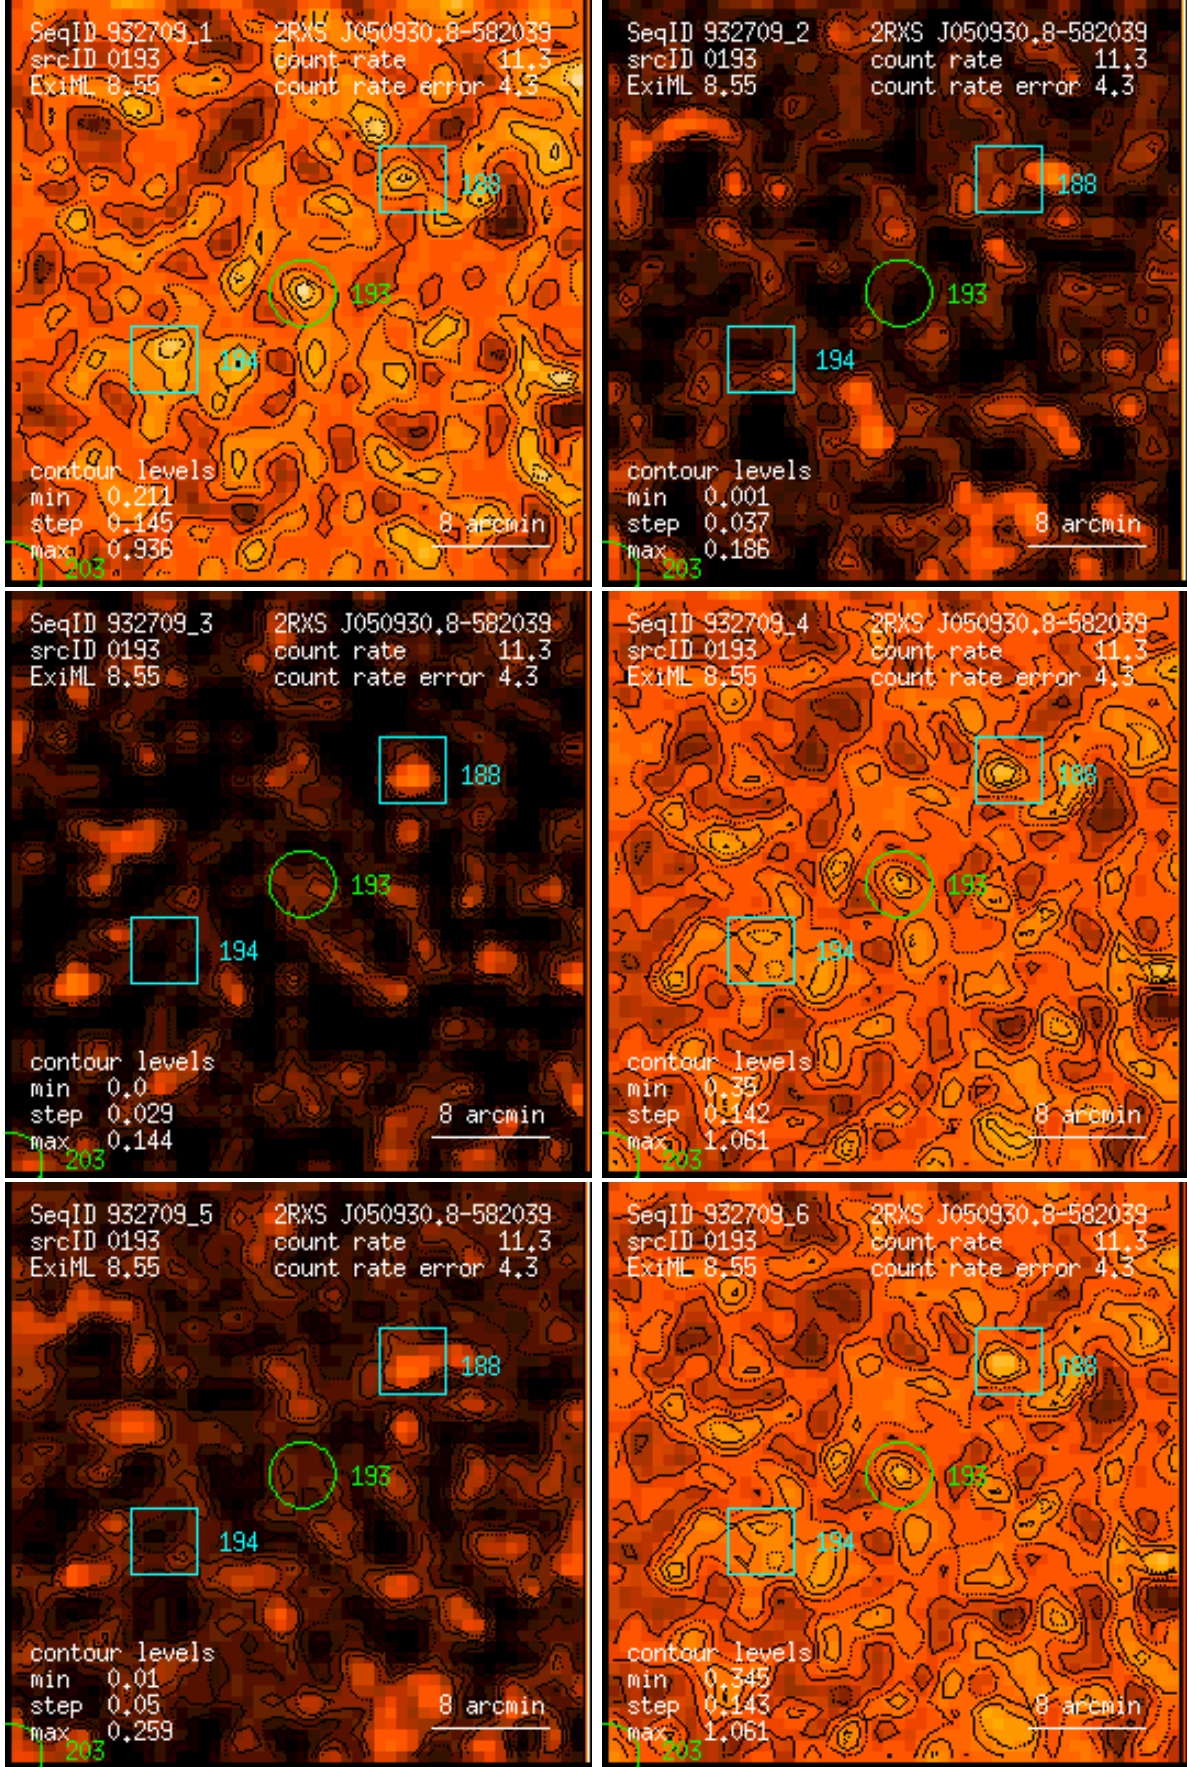 SeqID 932709_1 2RXS J050930.8-582039
srcID 0193 count rate 11.3
ExiML 8.55 count rate error 4.3
188
193
194
contour levels
min 0.211
step 0.145
max 0.936
8 arcmin
203
SeqID 932709_2 2RXS J050930.8-582039
srcID 0193 count rate 11.3
ExiML 8.55 count rate error 4.3
188
193
194
contour levels
min 0.001
step 0.037
max 0.186
8 arcmin
203
SeqID 932709_3 2RXS J050930.8-582039
srcID 0193 count rate 11.3
ExiML 8.55 count rate error 4.3
188
193
194
contour levels
min 0.0
step 0.029
max 0.144
8 arcmin
203
SeqID 932709_4 2RXS J050930.8-582039
srcID 0193 count rate 11.3
ExiML 8.55 count rate error 4.3
188
193
194
contour levels
min 0.35
step 0.142
max 1.061
8 arcmin
203
SeqID 932709_5 2RXS J050930.8-582039
srcID 0193 count rate 11.3
ExiML 8.55 count rate error 4.3
188
193
194
contour levels
min 0.01
step 0.05
max 0.259
8 arcmin
203
SeqID 932709_6 2RXS J050930.8-582039
srcID 0193 count rate 11.3
ExiML 8.55 count rate error 4.3
188
193
194
contour levels
min 0.345
step 0.143
max 1.061
8 arcmin
203